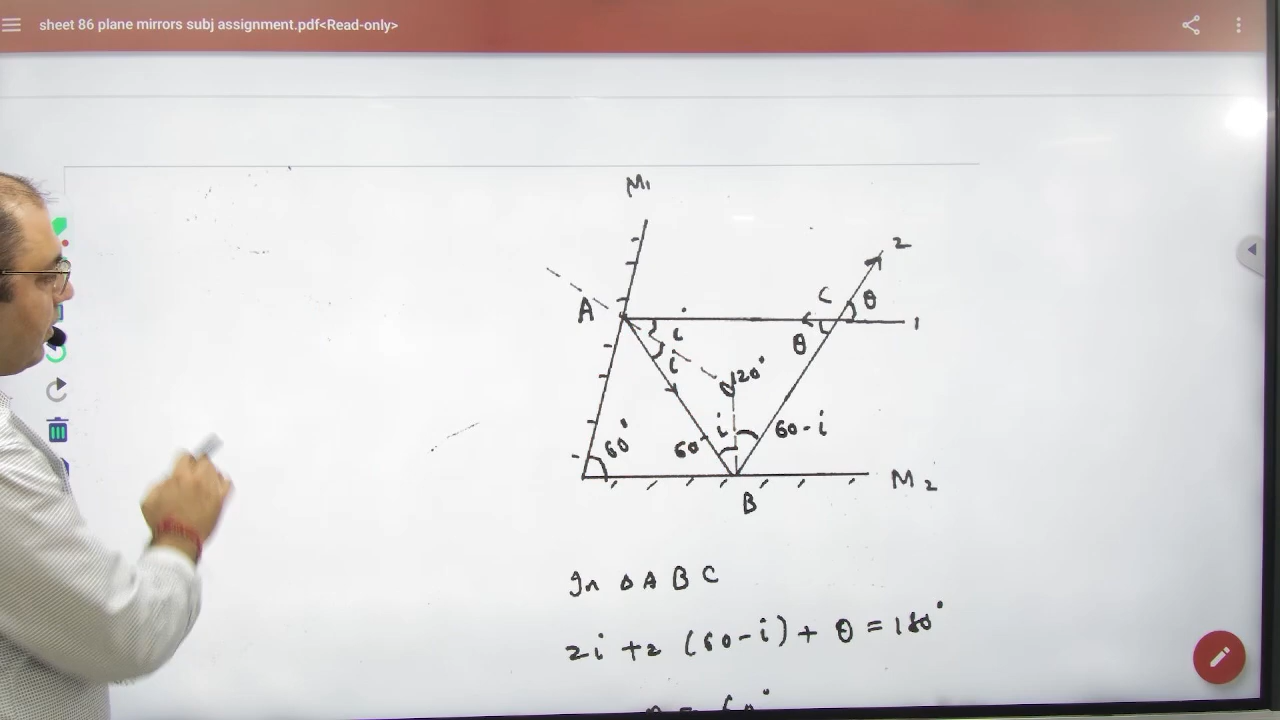 sheet 86 plane mirrors subj assignment.pdf<Read-only>
M₁
2
A
C
θ
i
1
θ
i
120°
60°
60-i
60-i
M₂
B
In Δ A B C
2i + 2 (60-i) + θ = 180°